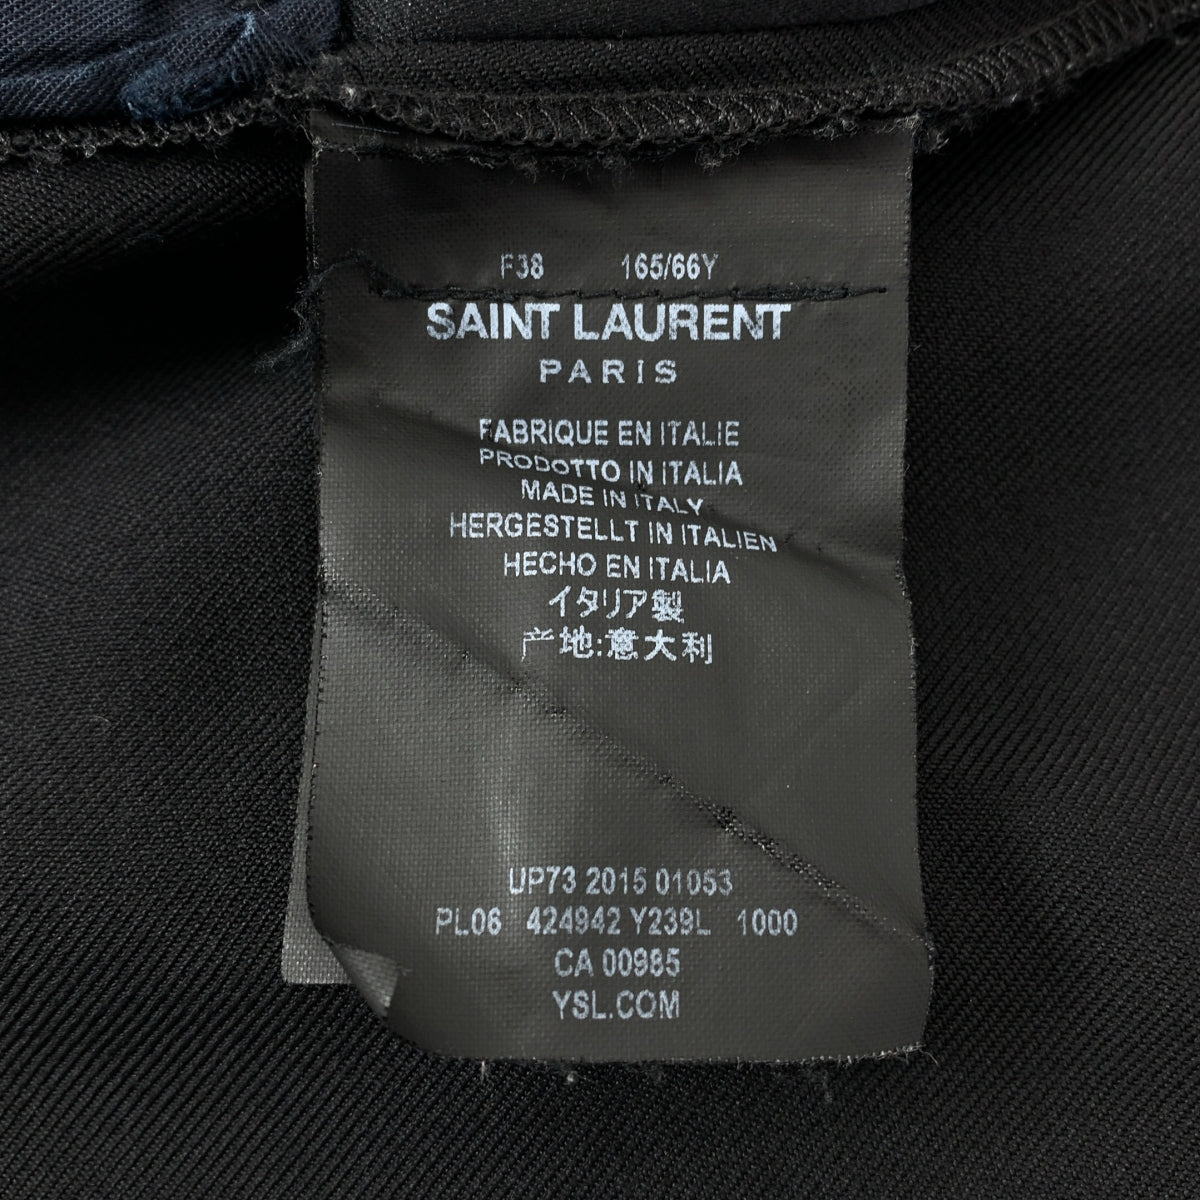 F38 165/66Y
SAINT LAURENT
PARIS
FABRIQUE EN ITALIE
PRODOTTO IN ITALIA
MADE IN ITALY
HERGESTELLT IN ITALIEN
HECHO EN ITALIA
イタリア製
产地:意大利
UP73 2015 01053
PL06 424942 Y239L 1000
CA 00985
YSL.COM